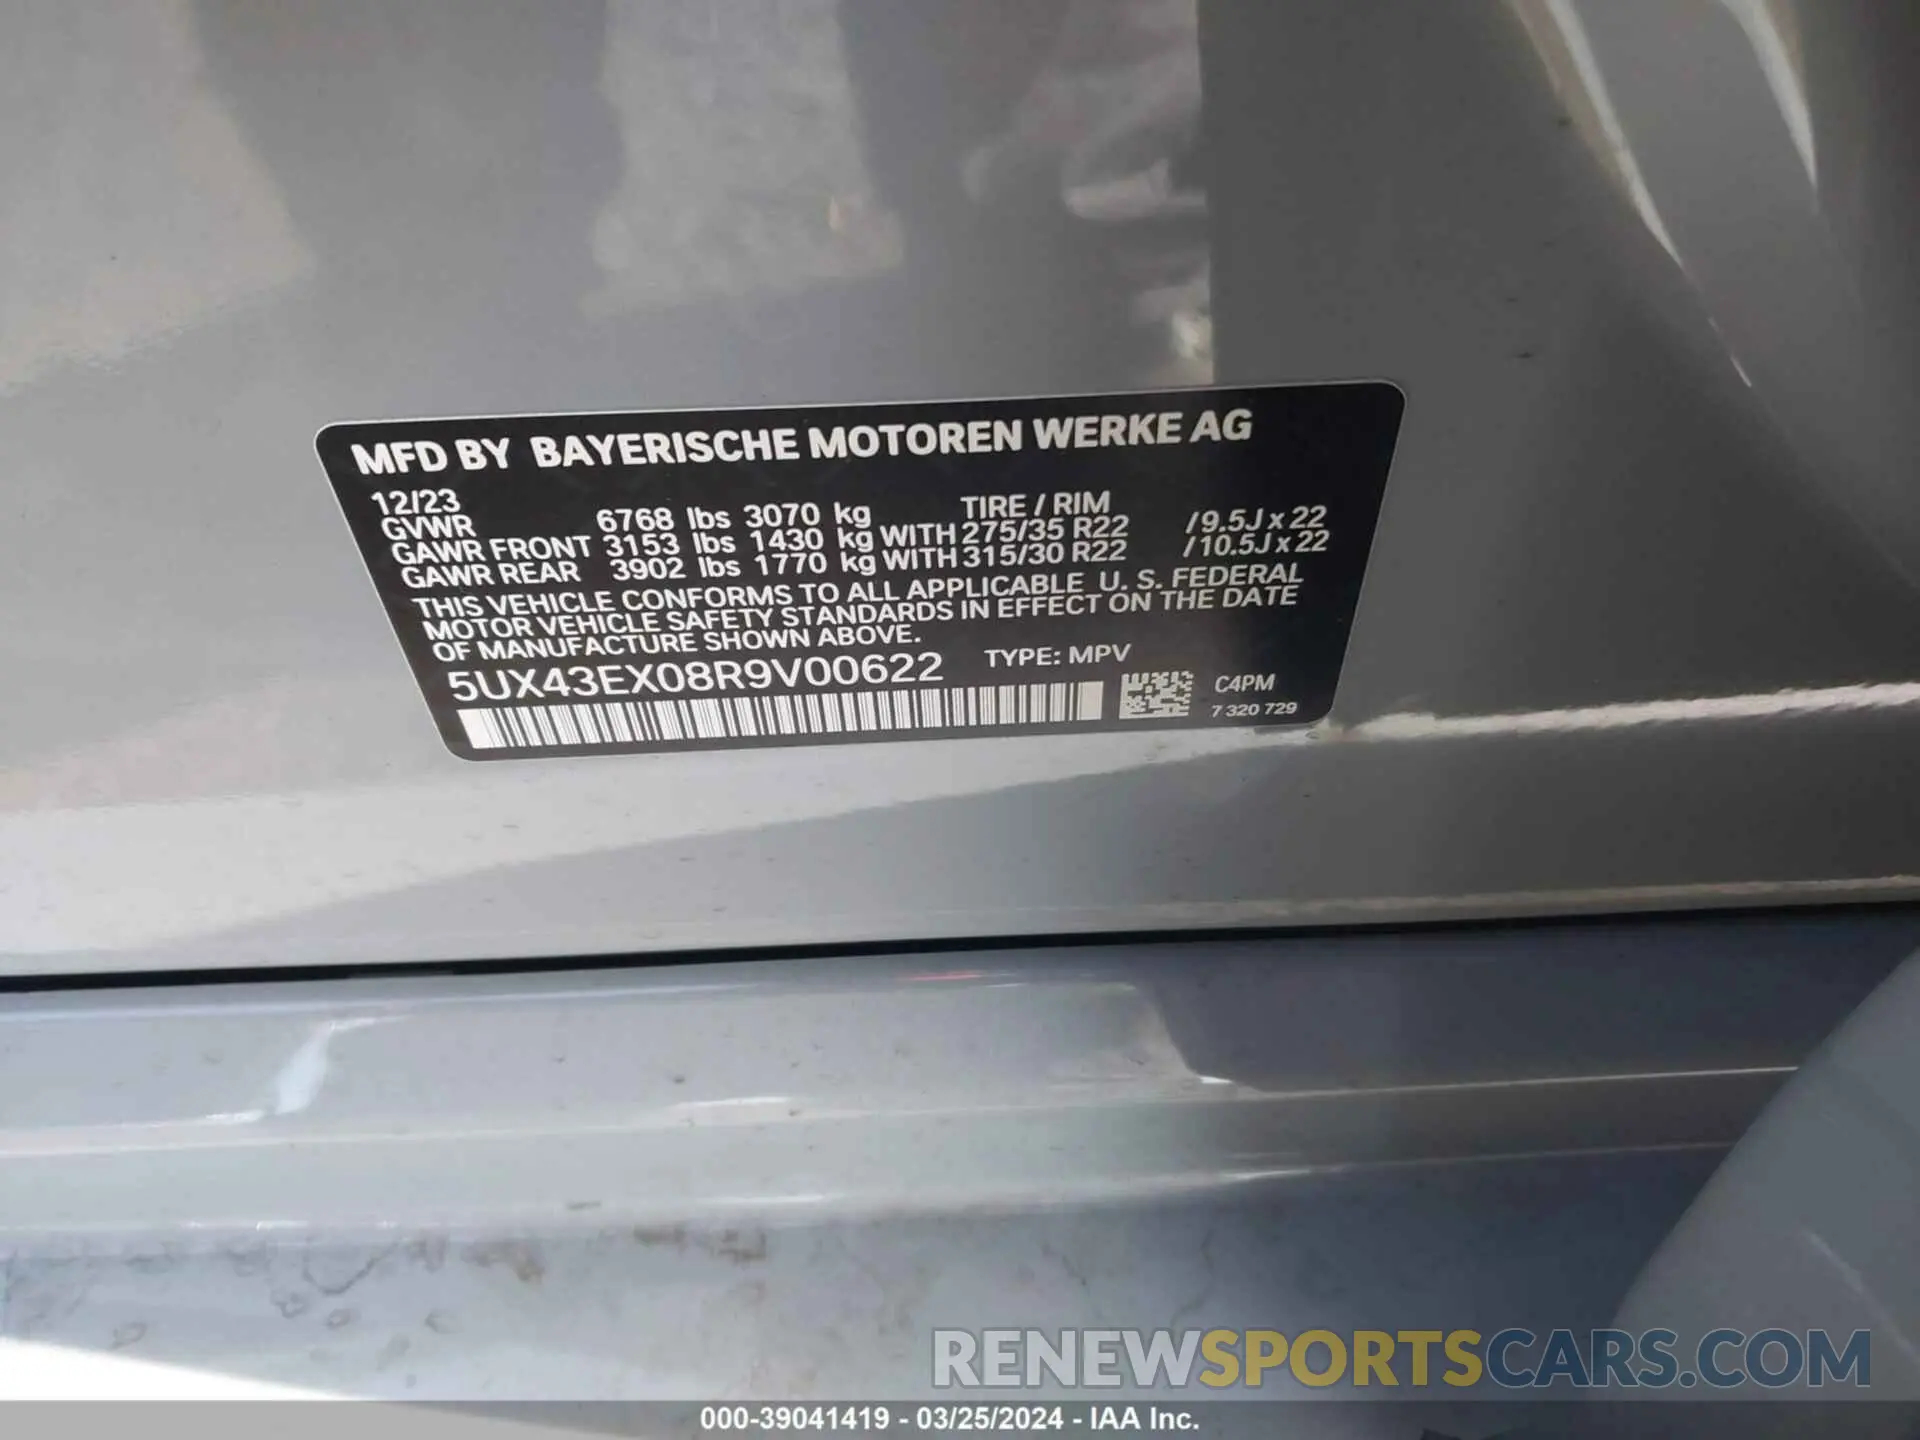 MFD BY BAYERISCHE MOTOREN WERKE AG
12/23 TIRE / RIM
GVWR 6768 lbs 3070 kg
GAWR FRONT 3153 lbs 1430 kg WITH 275/35 R22 / 9.5J x 22
GAWR REAR 3902 lbs 1770 kg WITH 315/30 R22 / 10.5J x 22
THIS VEHICLE CONFORMS TO ALL APPLICABLE U. S. FEDERAL
MOTOR VEHICLE SAFETY STANDARDS IN EFFECT ON THE DATE
OF MANUFACTURE SHOWN ABOVE.
5UX43EX08R9V00622 TYPE: MPV
C4PM
7 320 729
RENEWSPORTSCARS.COM
000-39041419 - 03/25/2024 - IAA Inc.